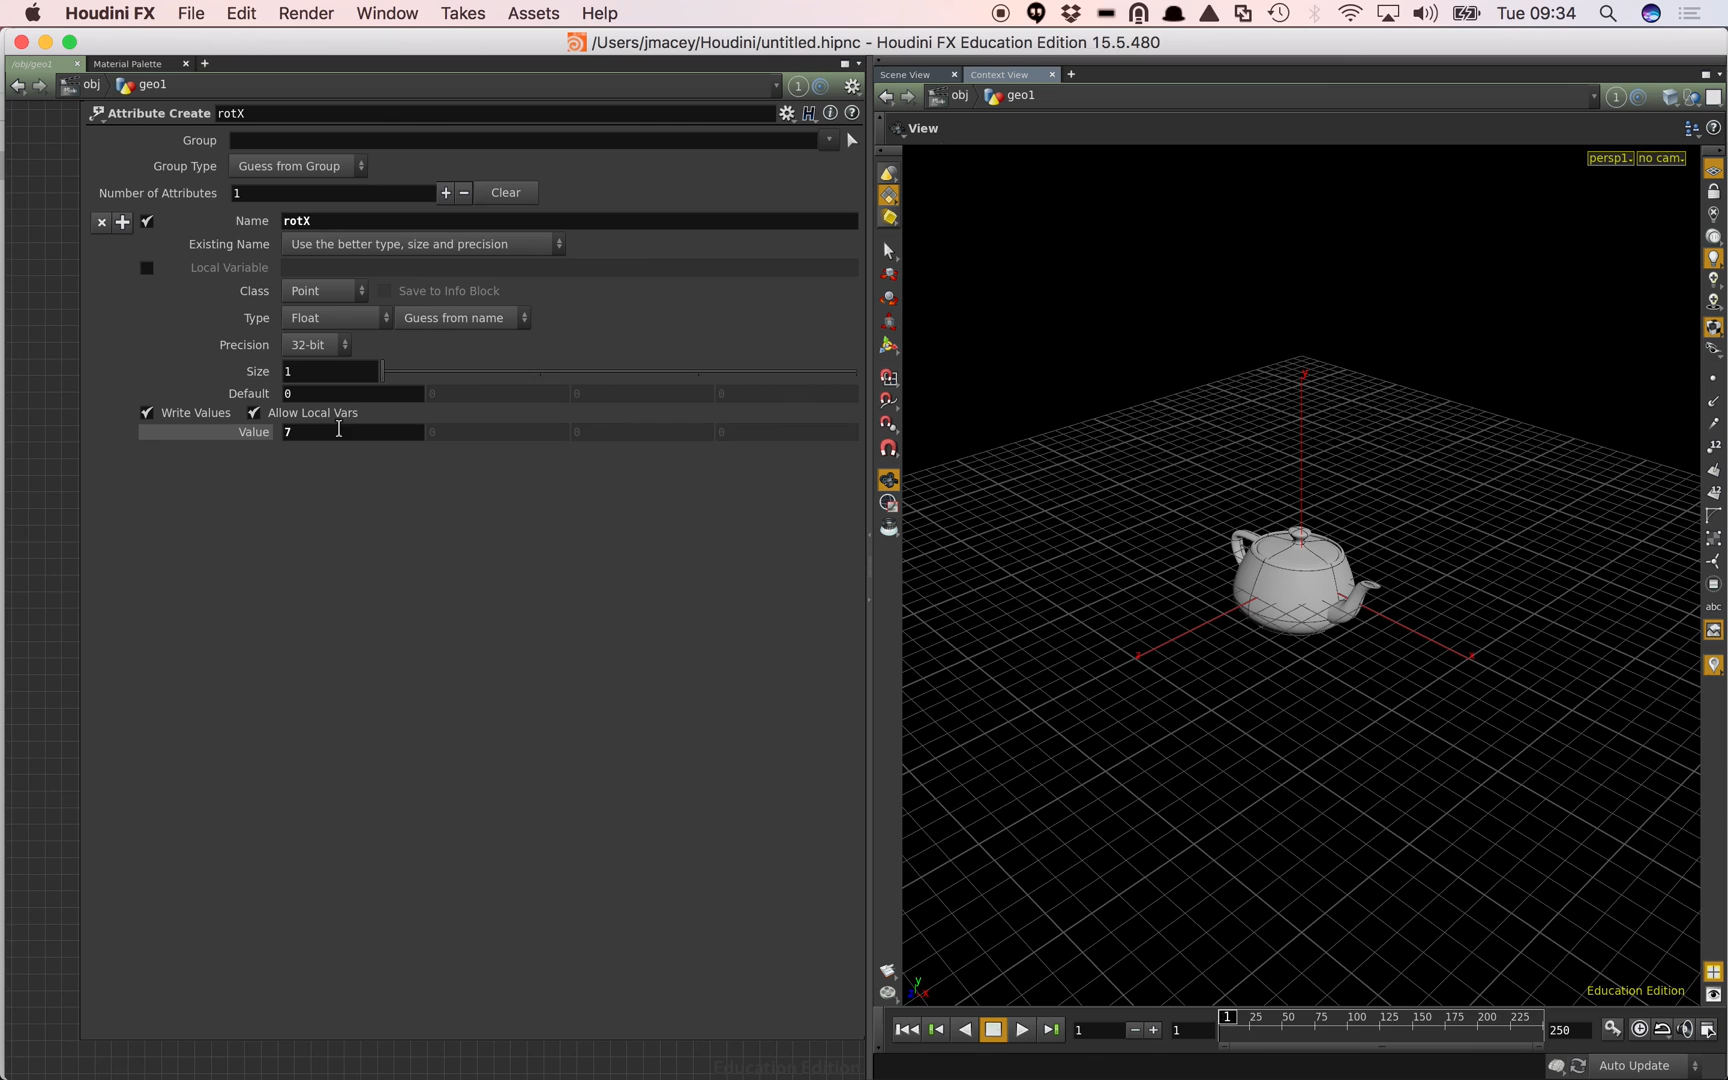 Houdini FX File Edit Render Window Takes Assets Help Tue 09:34
/Users/jmacey/Houdini/untitled.hipnc - Houdini FX Education Edition 15.5.480
/obj/geo1 Material Palette
obj geo1 1
Attribute Create rotX
Group
Group Type Guess from Group
Number of Attributes 1 Clear
Name rotX
Existing Name Use the better type, size and precision
Local Variable
Class Point Save to Info Block
Type Float Guess from name
Precision 32-bit
Size 1
Default 0 0 0 0
Write Values Allow Local Vars
Value 7 0 0 0
Education Edition
Scene View Context View
obj geo1 1
View
persp1 no cam
y
z x
12
12
abc
y
z x
Education Edition
1 1 1 25 50 75 100 125 150 175 200 225 250
Auto Update